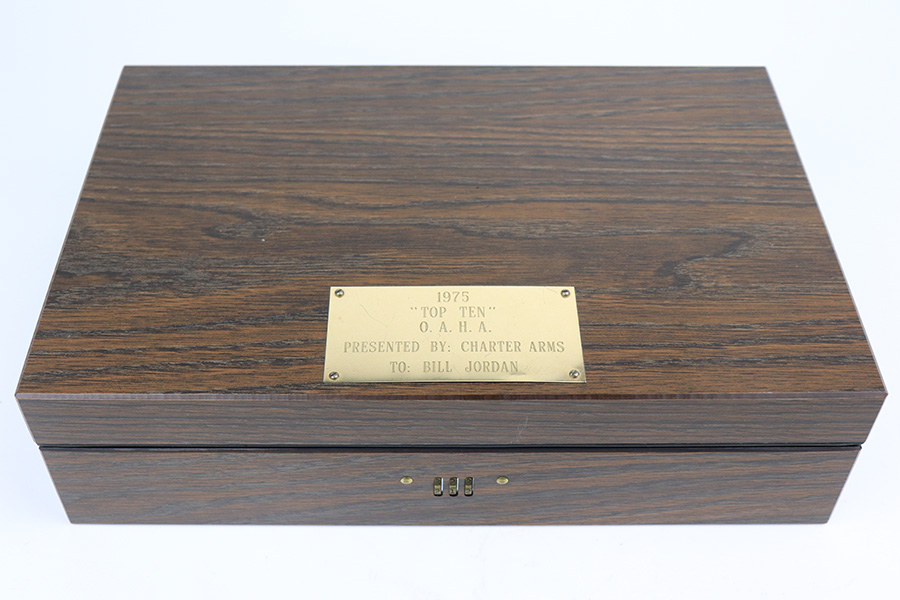 1975
"TOP TEN"
O. A. H. A.
PRESENTED BY: CHARTER ARMS
TO: BILL JORDAN